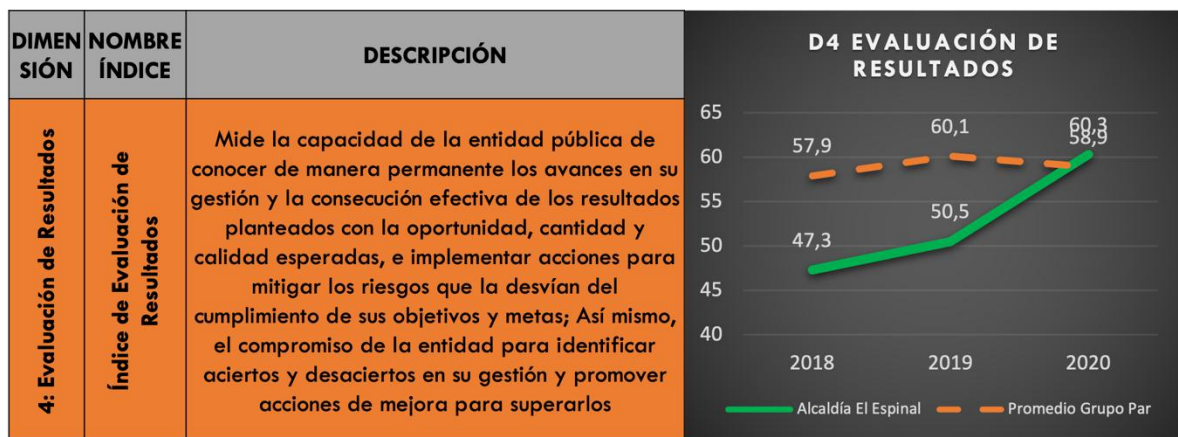 DIMEN
SIÓN
NOMBRE
ÍNDICE
DESCRIPCIÓN
4: Evaluación de Resultados
Índice de Evaluación de
Resultados
Mide la capacidad de la entidad pública de
conocer de manera permanente los avances en su
gestión y la consecución efectiva de los resultados
planteados con la oportunidad, cantidad y
calidad esperadas, e implementar acciones para
mitigar los riesgos que la desvían del
cumplimiento de sus objetivos y metas; Así mismo,
el compromiso de la entidad para identificar
aciertos y desaciertos en su gestión y promover
acciones de mejora para superarlos
D4 EVALUACIÓN DE
RESULTADOS
65
60
55
50
45
40
57,9
60,1
60,3
58,9
47,3
50,5
2018
2019
2020
Alcaldía El Espinal
Promedio Grupo Par